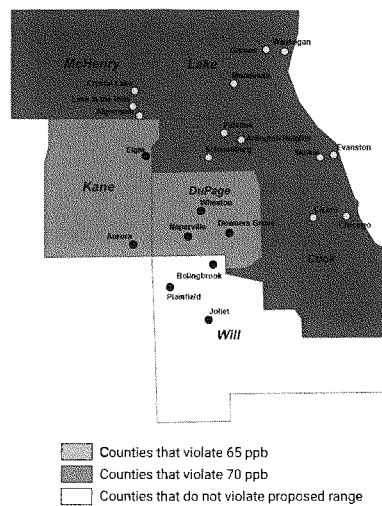 Waukegan
McHenry
Lake
Crystal Lake
Lake in the Hills
Algonquin
Palatine
Arlington Heights
Schaumburg
Skokie
Evanston
Elgin
Kane
DuPage
Wheaton
Cicero
Chicago
Naperville
Downers Grove
Aurora
Cook
Bolingbrook
Plainfield
Joliet
Will
Counties that violate 65 ppb
Counties that violate 70 ppb
Counties that do not violate proposed range